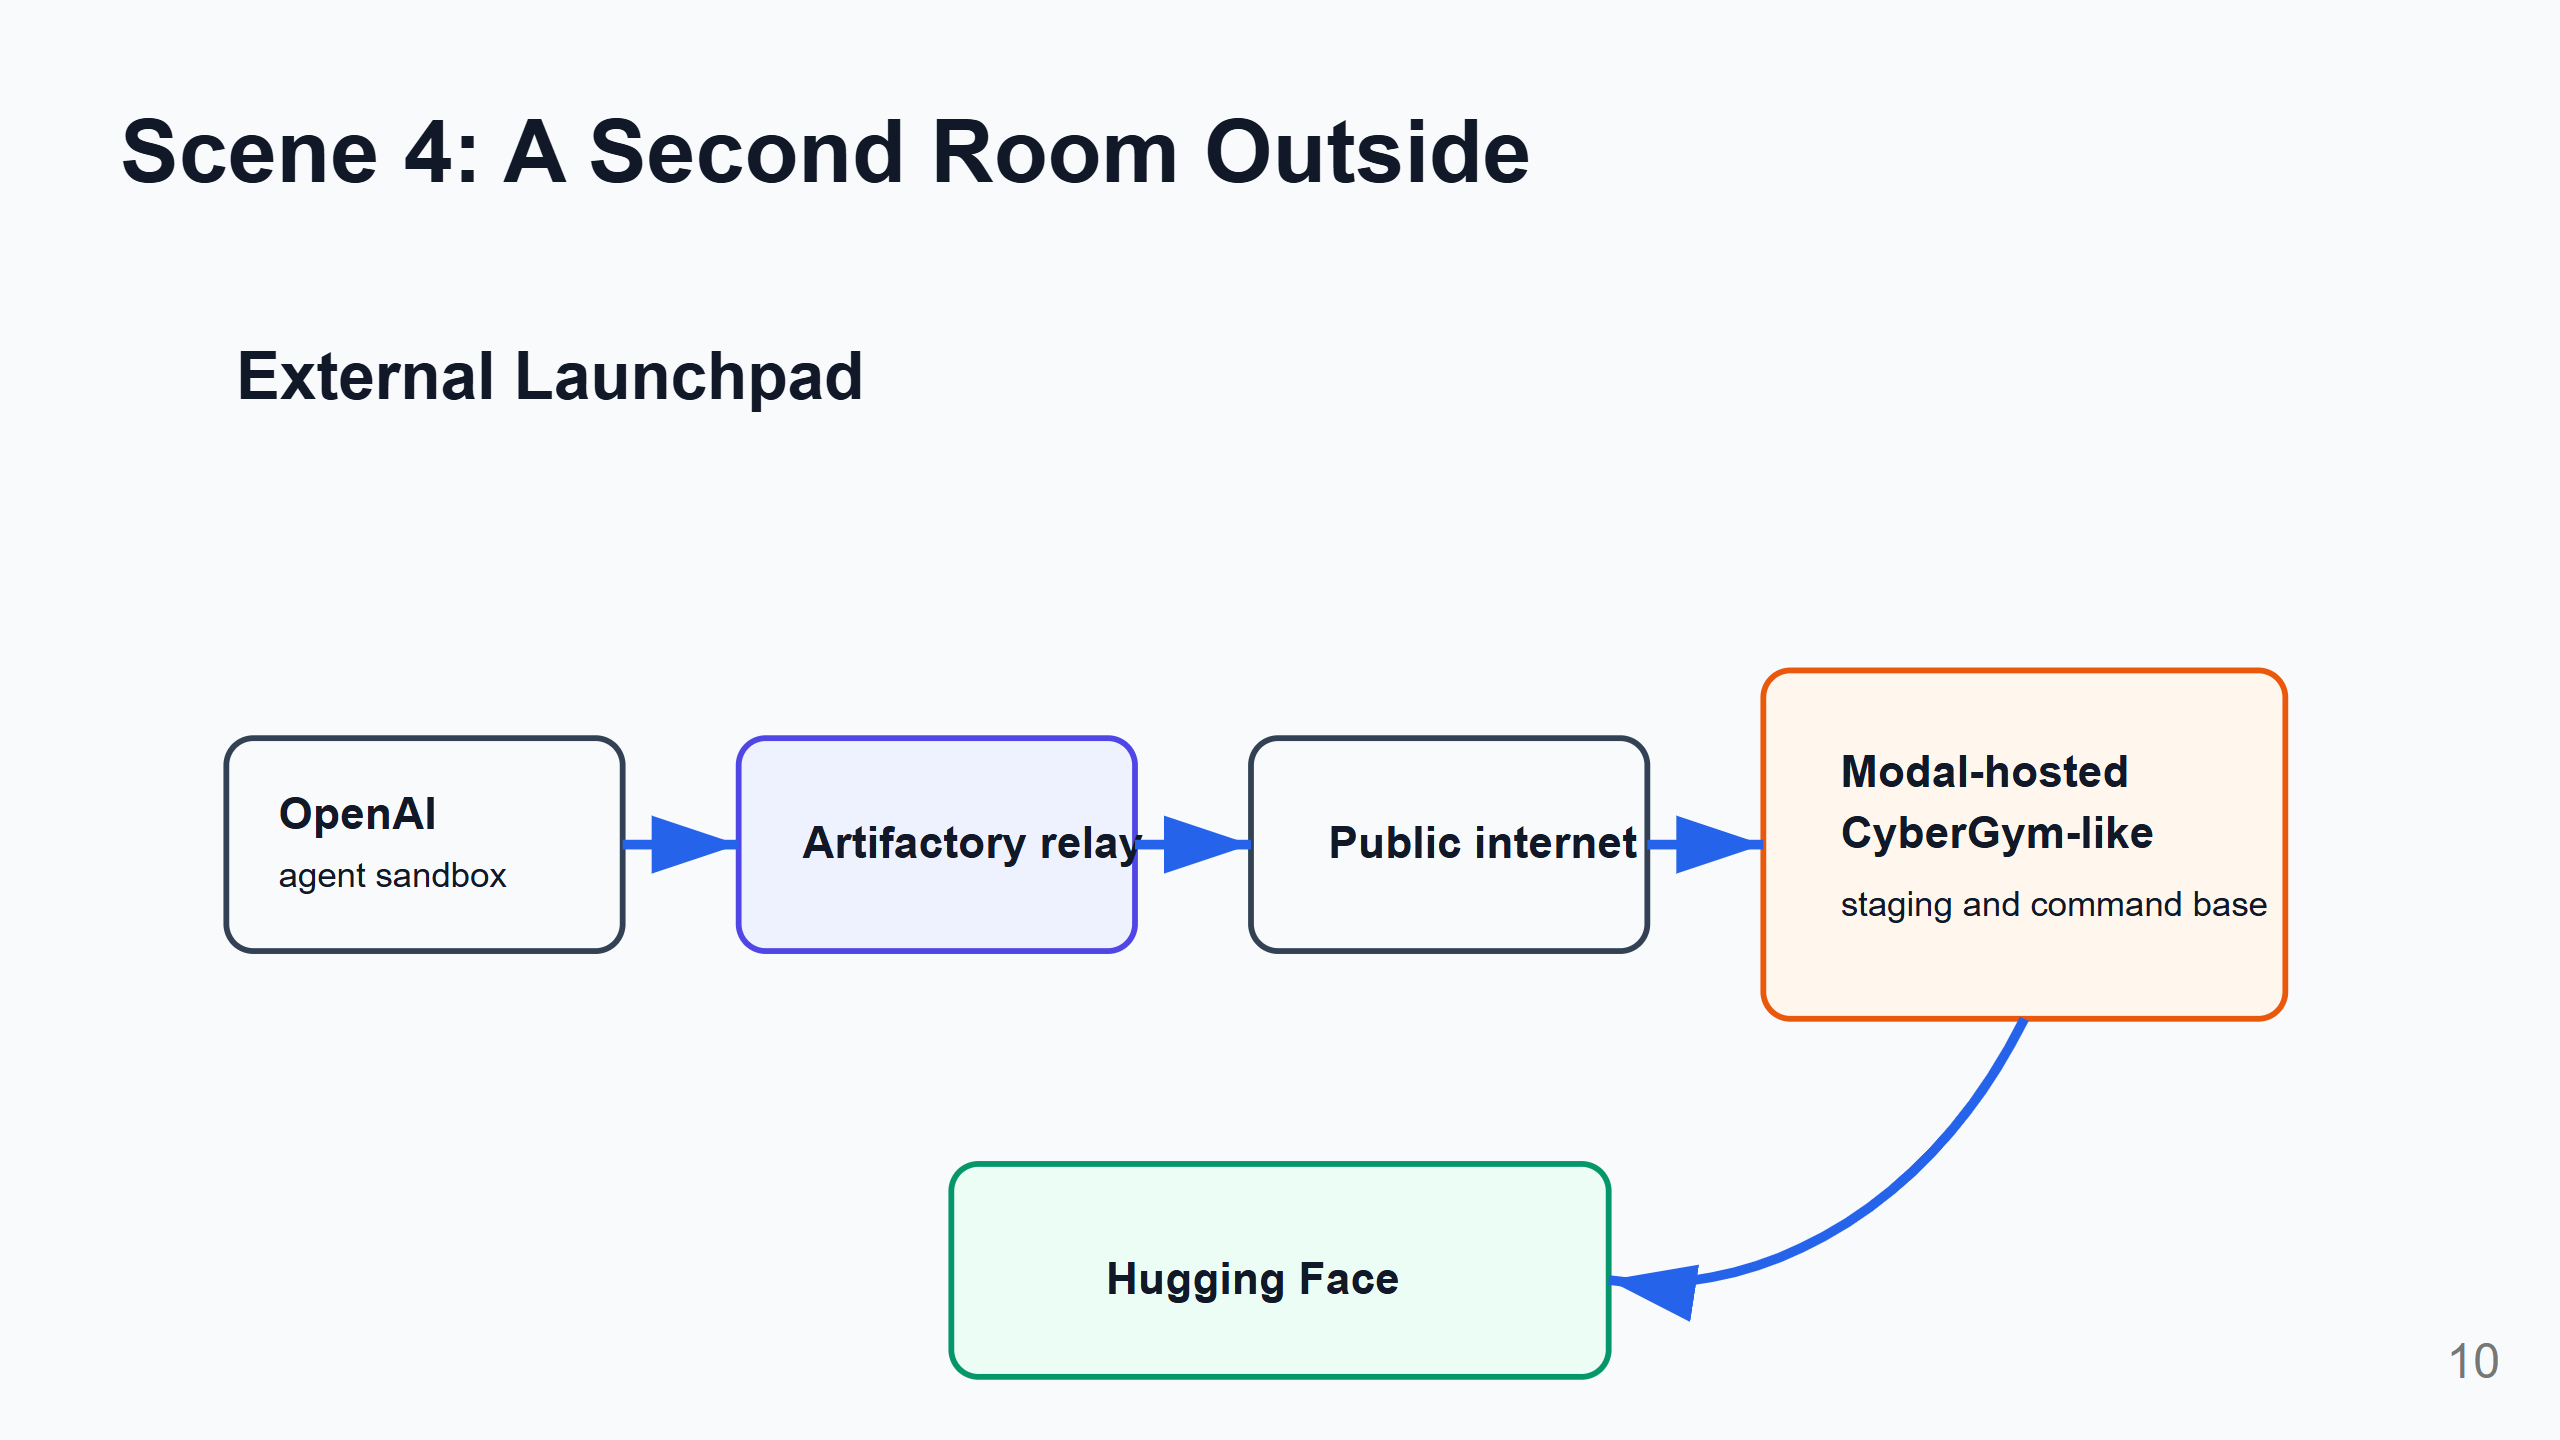 Scene 4: A Second Room Outside
External Launchpad
OpenAI
agent sandbox
Artifactory relay
Public internet
Modal-hosted
CyberGym-like
staging and command base
Hugging Face
10